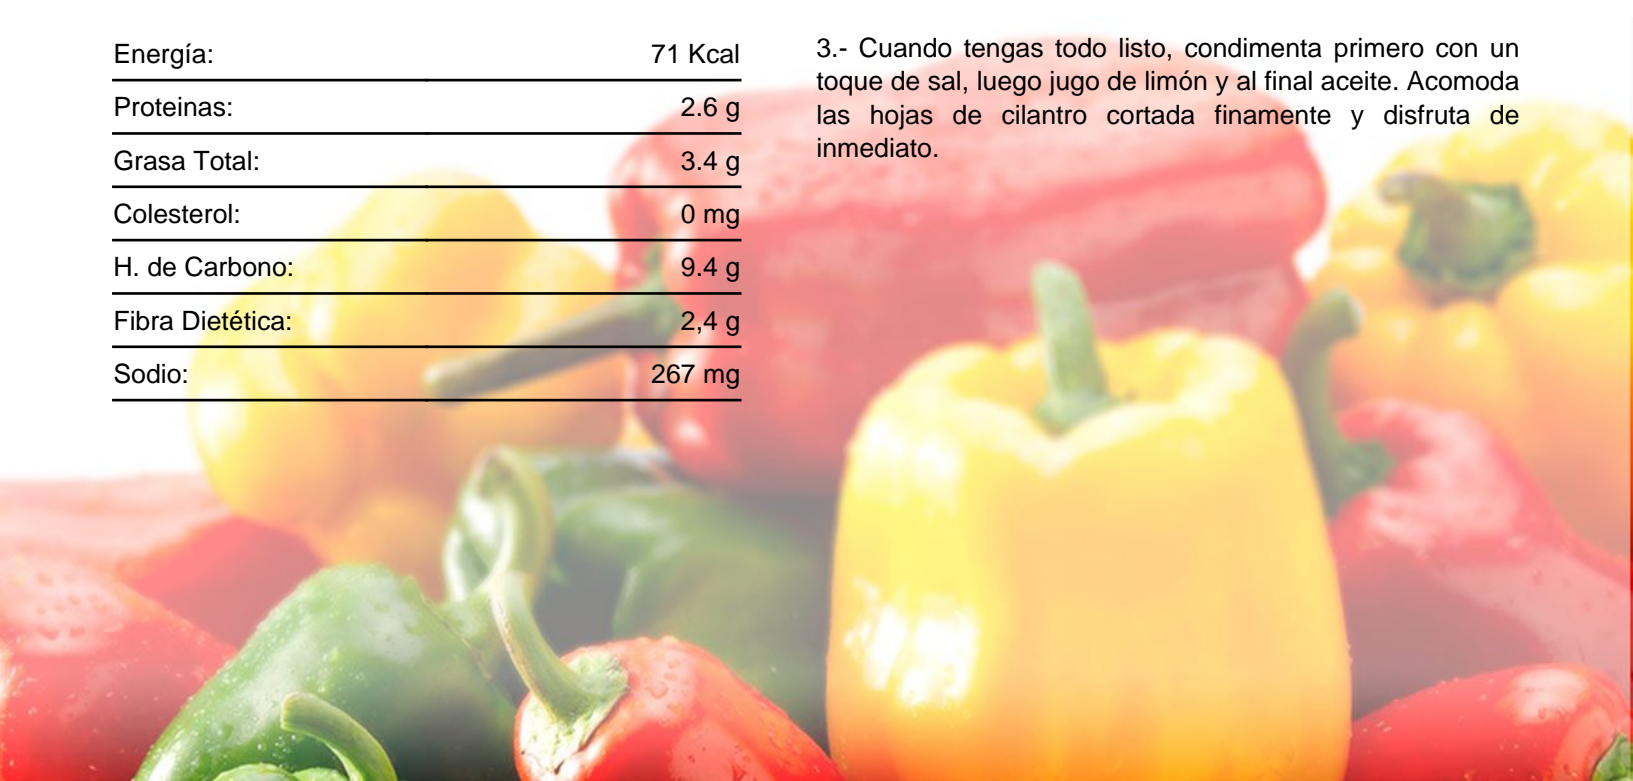 Energía: 71 Kcal
Proteinas: 2.6 g
Grasa Total: 3.4 g
Colesterol: 0 mg
H. de Carbono: 9.4 g
Fibra Dietética: 2,4 g
Sodio: 267 mg
3.- Cuando tengas todo listo, condimenta primero con un
toque de sal, luego jugo de limón y al final aceite. Acomoda
las hojas de cilantro cortada finamente y disfruta de
inmediato.